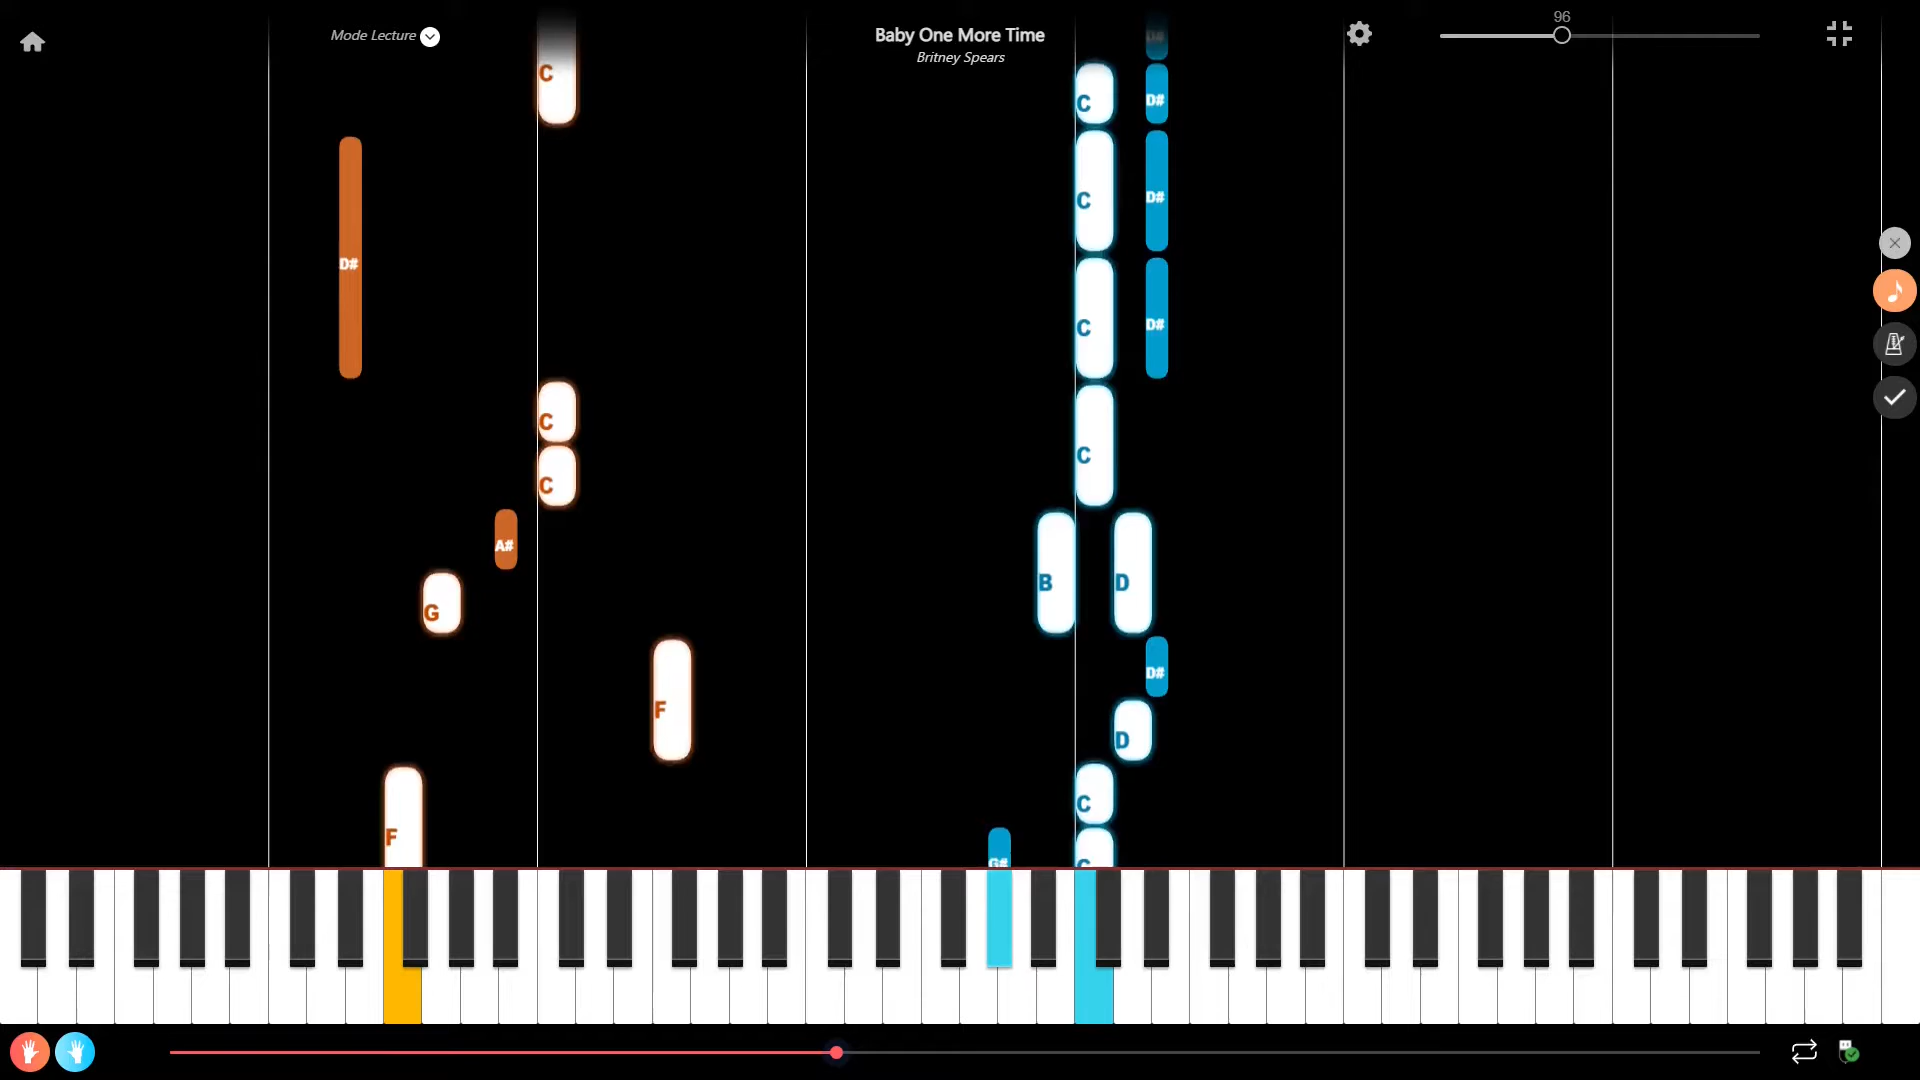 Mode Lecture
Baby One More Time
Britney Spears
96
D#
C
C
D#
C
D#
D#
C
D#
C
C
C
A#
B
D
G
D#
F
D
C
F
G#
C